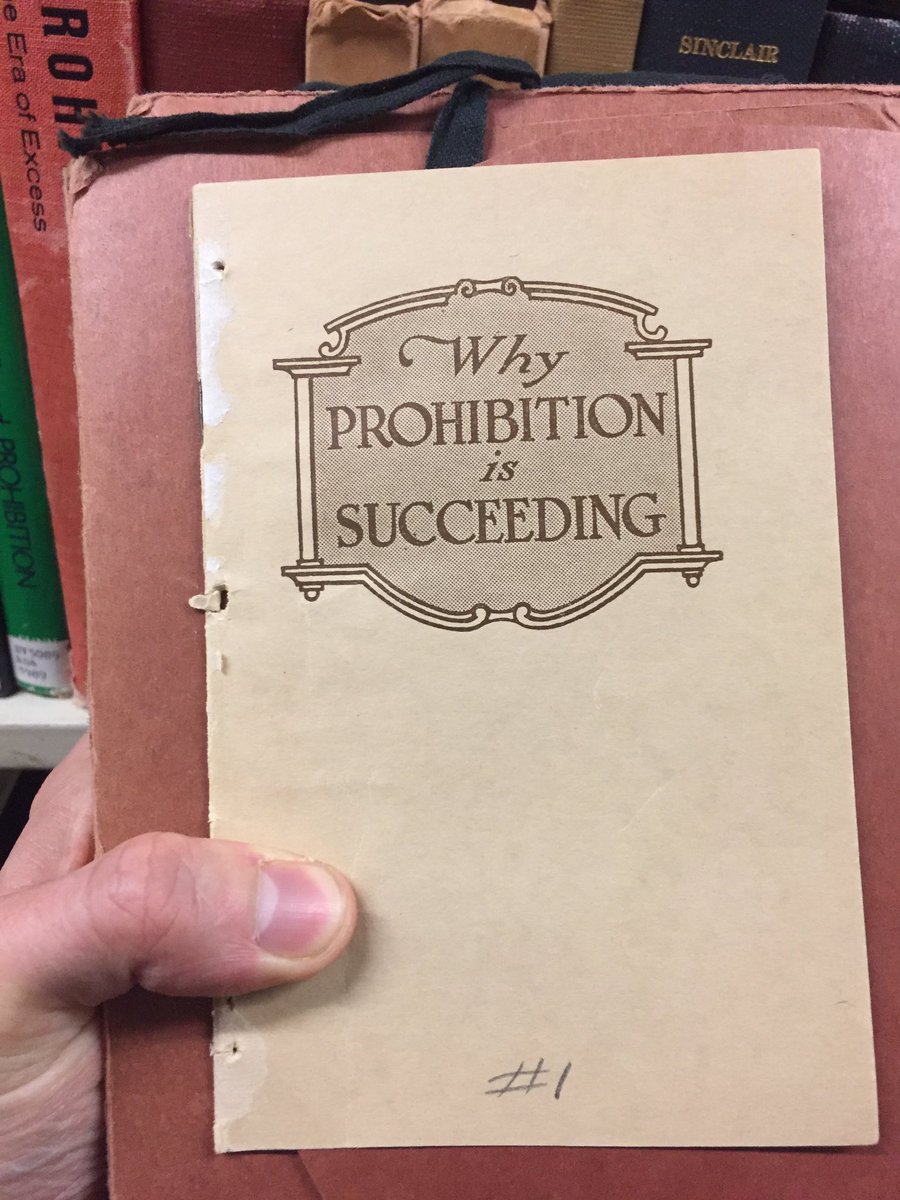 SINCLAIR
ROH
e Era of Excess
PROHIBITION
Why
PROHIBITION
is
SUCCEEDING
#1